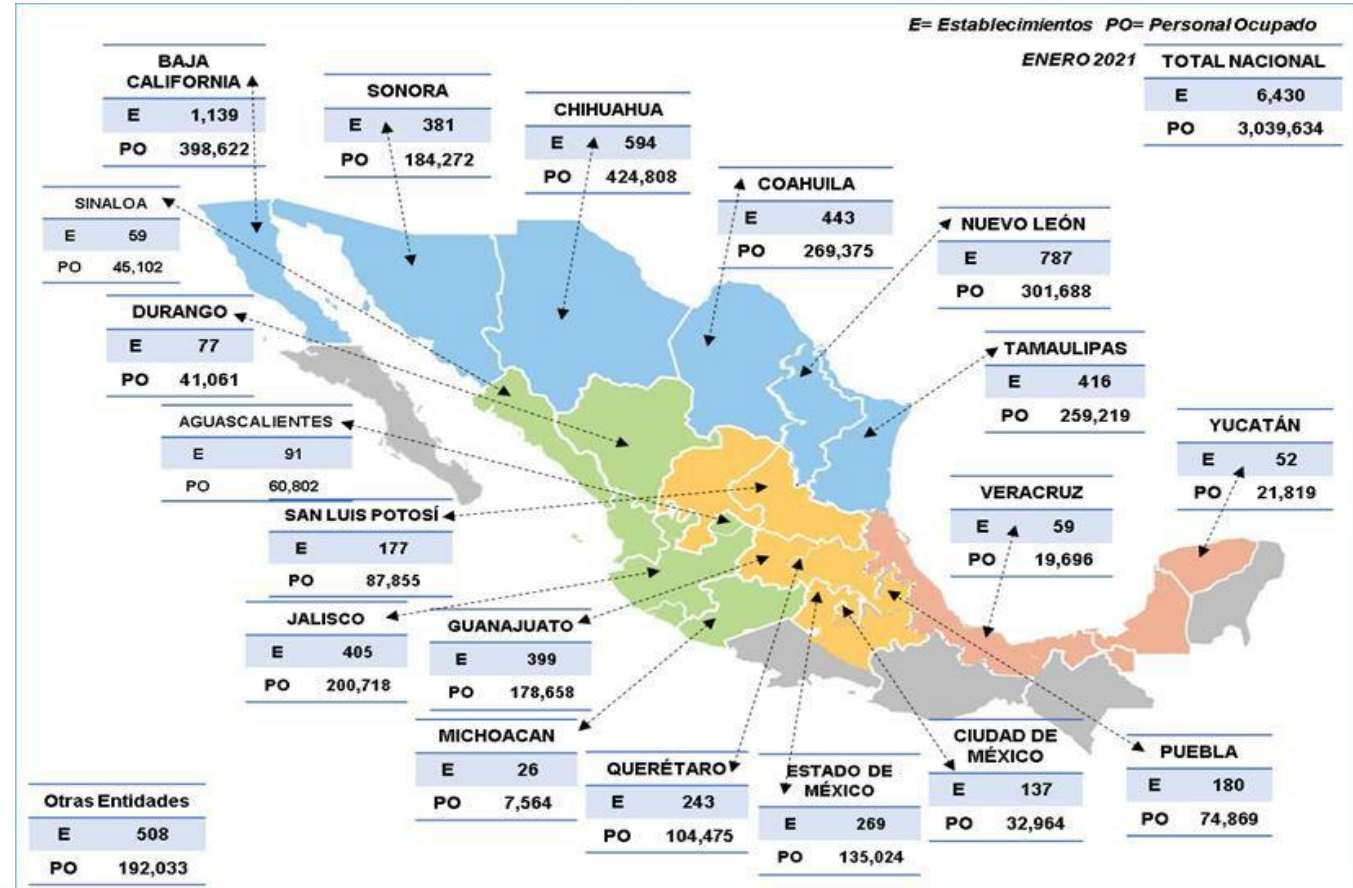 E= Establecimientos PO= Personal Ocupado
ENERO 2021
TOTAL NACIONAL
E 6,430
PO 3,039,634
BAJA
CALIFORNIA
E 1,139
PO 398,622
SONORA
E 381
PO 184,272
CHIHUAHUA
E 594
PO 424,808
COAHUILA
E 443
PO 269,375
NUEVO LEÓN
E 787
PO 301,688
SINALOA
E 59
PO 45,102
DURANGO
E 77
PO 41,061
TAMAULIPAS
E 416
PO 259,219
AGUASCALIENTES
E 91
PO 60,802
YUCATÁN
E 52
PO 21,819
SAN LUIS POTOSÍ
E 177
PO 87,855
VERACRUZ
E 59
PO 19,696
JALISCO
E 405
PO 200,718
GUANAJUATO
E 399
PO 178,658
MICHOACAN
E 26
PO 7,564
QUERÉTARO
E 243
PO 104,475
ESTADO DE
MÉXICO
E 269
PO 135,024
CIUDAD DE
MÉXICO
E 137
PO 32,964
PUEBLA
E 180
PO 74,869
Otras Entidades
E 508
PO 192,033